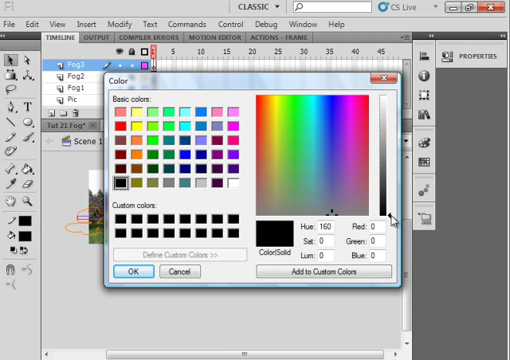 Fl
CLASSIC
CS Live
Modify
Text
Commands
Control
Debug
Window
Help
View
Insert
TIMELINE
OUTPUT
COMPILER ERRORS
MOTION EDITOR
ACTIONS - FRAME
1 5 10 15 20 25 30 35 40 45
Fog3
Fog2
Fog1
Pic
PROPERTIES
Tut 21 Fog*
Scene
Color
Basic colors:
Custom colors:
Define Custom Colors >>
OK
Cancel
Color|Solid
Hue: 160
Sat: 0
Lum: 0
Red: 0
Green: 0
Blue: 0
Add to Custom Colors